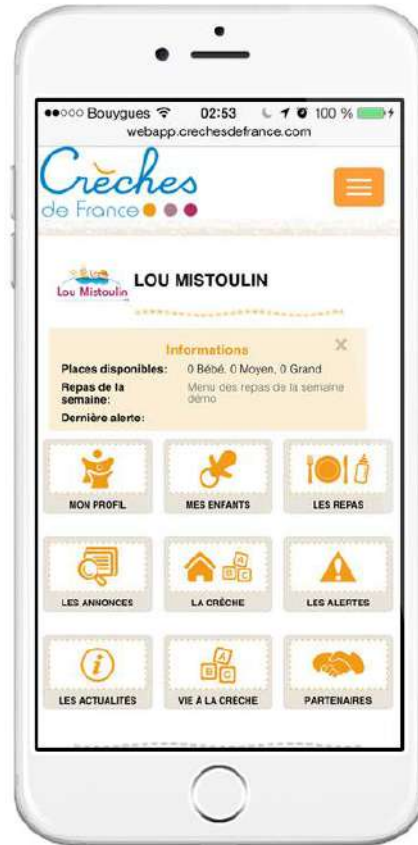 Bouygues 02:53 100 %
webapp.crechesdefrance.com
Crèches
de France
Lou Mistoulin LOU MISTOULIN
Informations
Places disponibles: 0 Bébé, 0 Moyen, 0 Grand
Repas de la semaine: Menu des repas de la semaine démo
Dernière alerte:
MON PROFIL MES ENFANTS LES REPAS
A
B C
LES ANNONCES LA CRÈCHE LES ALERTES
i A
B C
LES ACTUALITÉS VIE À LA CRÈCHE PARTENAIRES